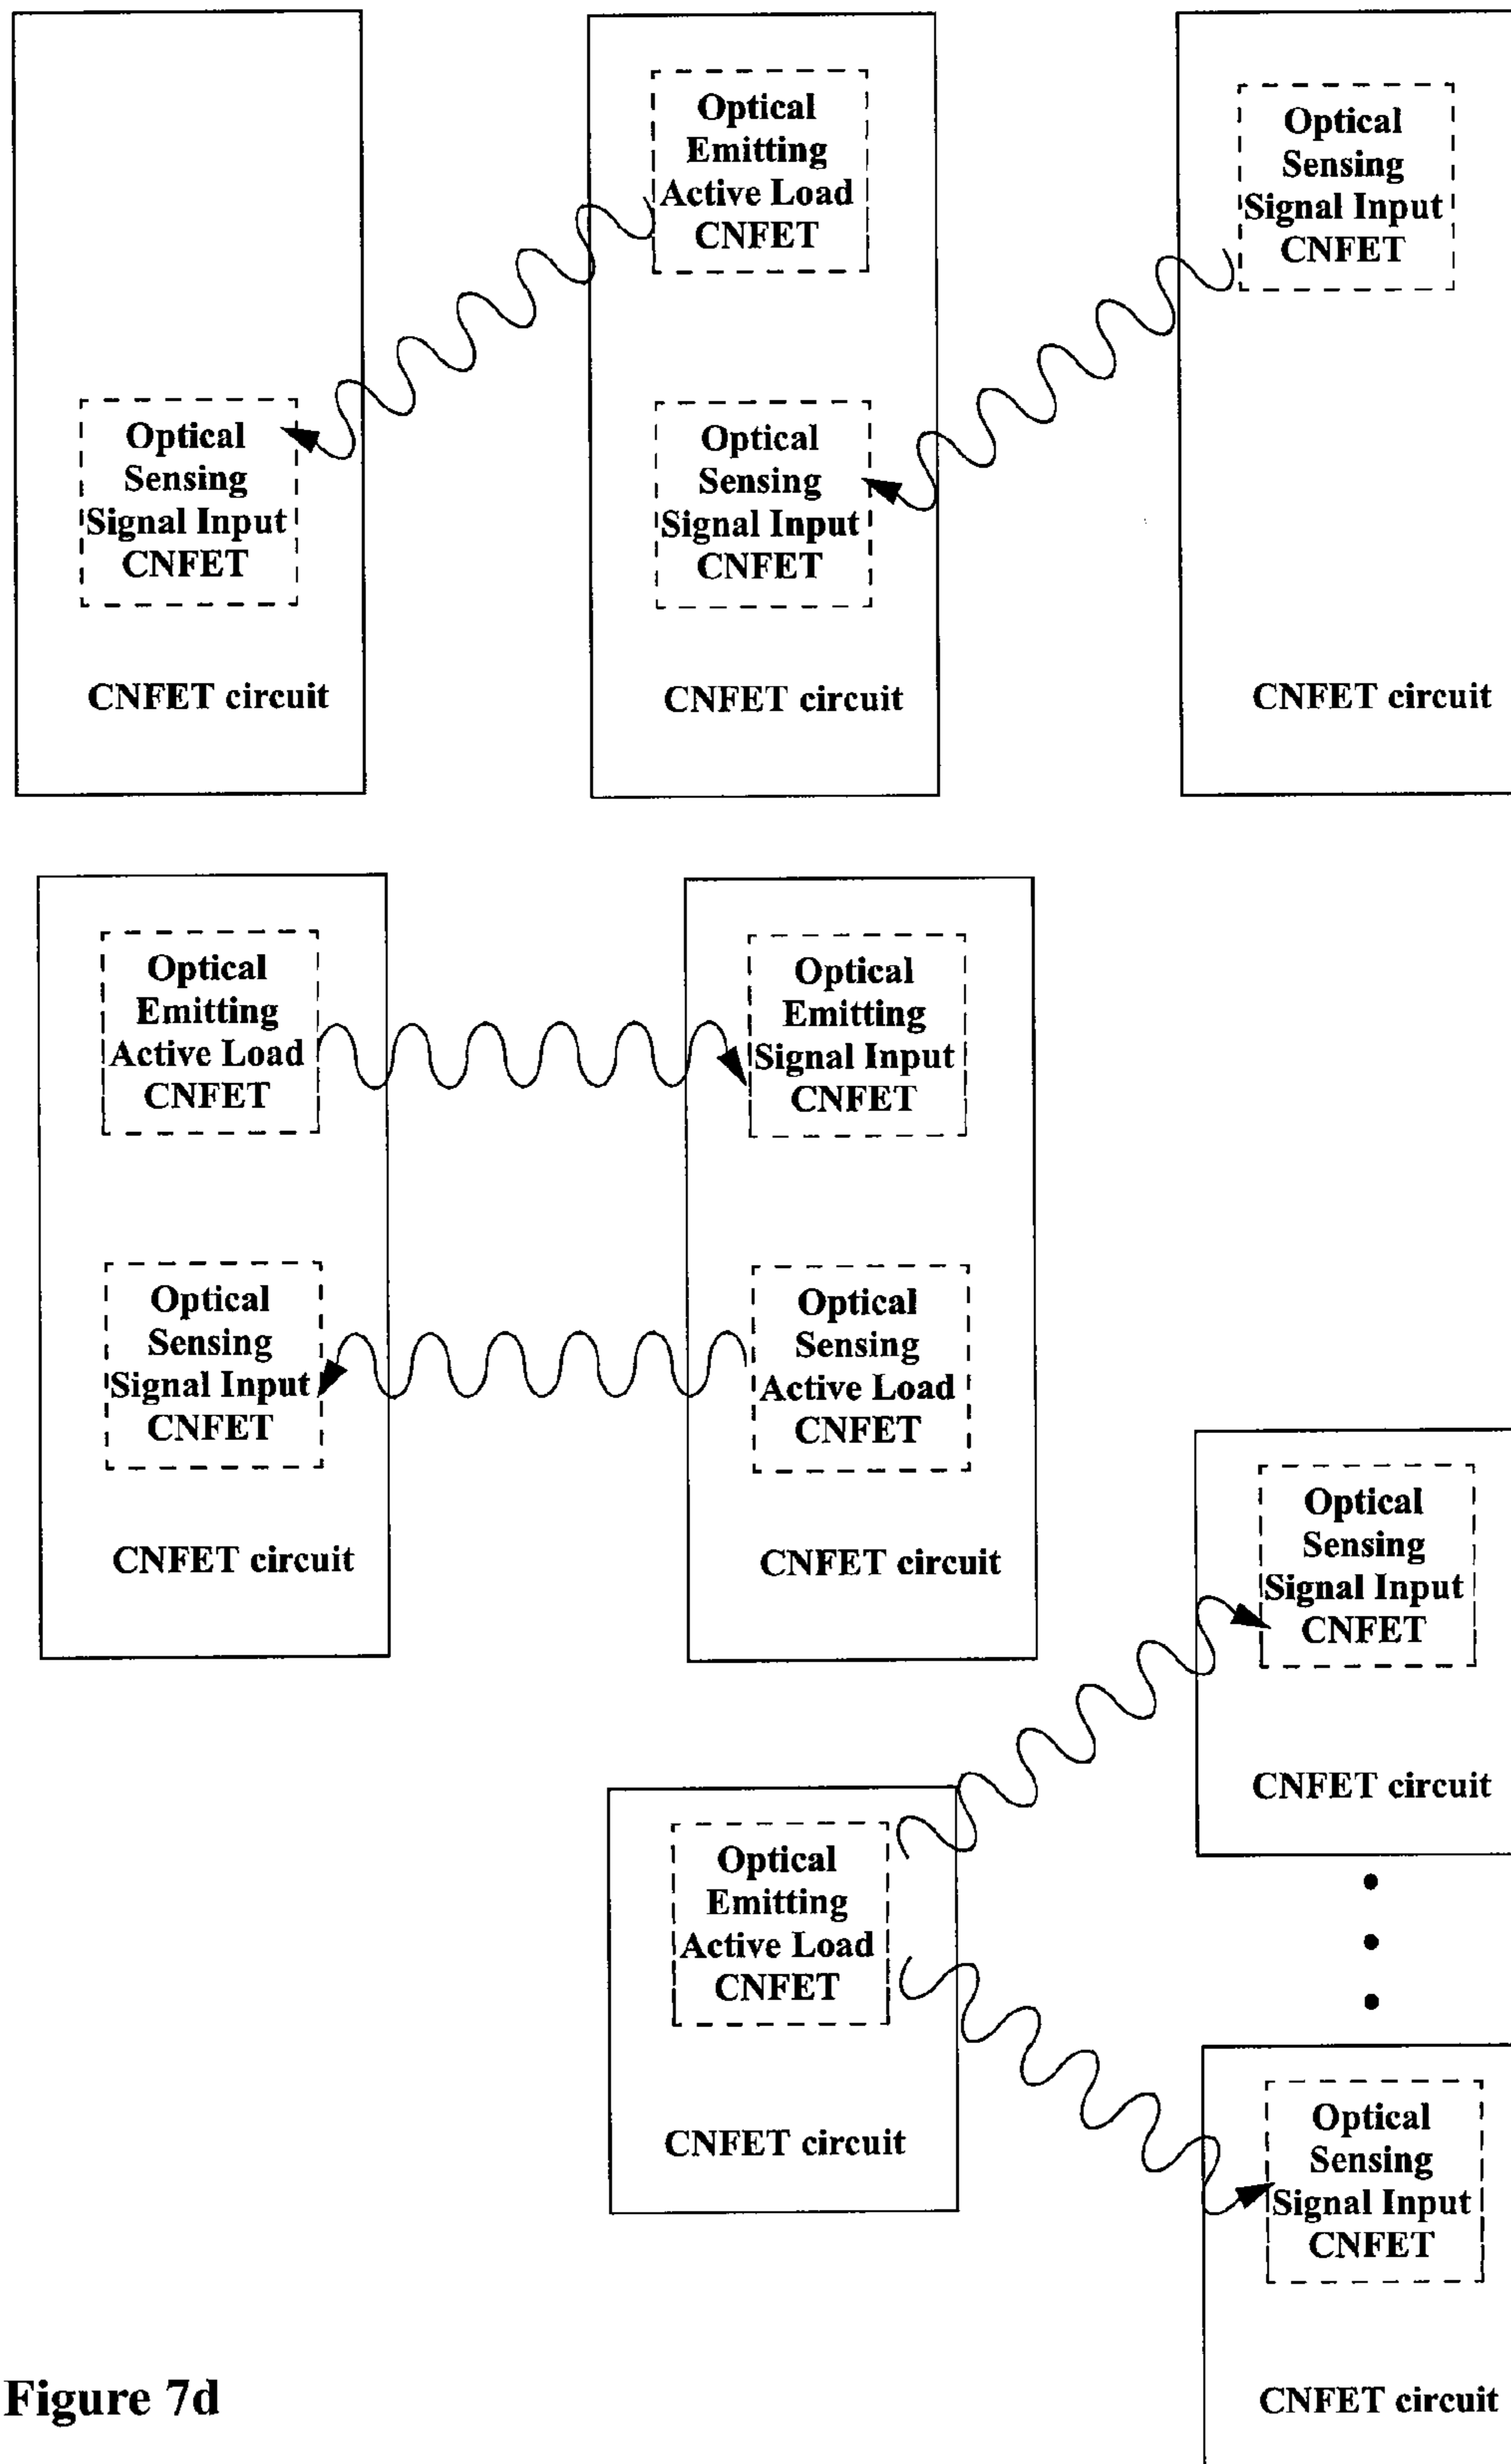 Optical
Emitting
Active Load
CNFET
Optical
Sensing
Signal Input
CNFET
Optical
Sensing
Signal Input
CNFET
Optical
Sensing
Signal Input
CNFET
CNFET circuit
CNFET circuit
CNFET circuit
Optical
Emitting
Active Load
CNFET
Optical
Emitting
Signal Input
CNFET
Optical
Sensing
Signal Input
CNFET
Optical
Sensing
Active Load
CNFET
CNFET circuit
CNFET circuit
Optical
Sensing
Signal Input
CNFET
CNFET circuit
Optical
Emitting
Active Load
CNFET
CNFET circuit
Optical
Sensing
Signal Input
CNFET
CNFET circuit
Figure 7d